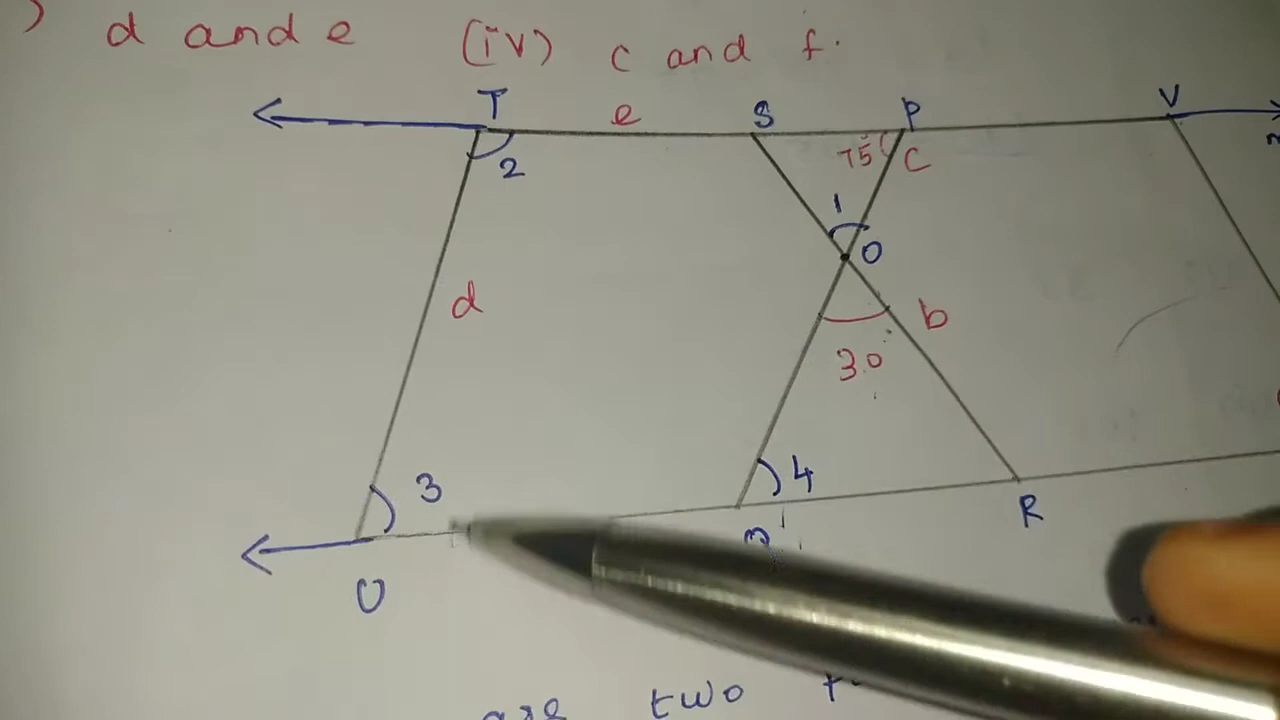 ) d and e (iv) c and f.
T e S P V
2 75 C
1
O
d b
30
3 4
R
U
two